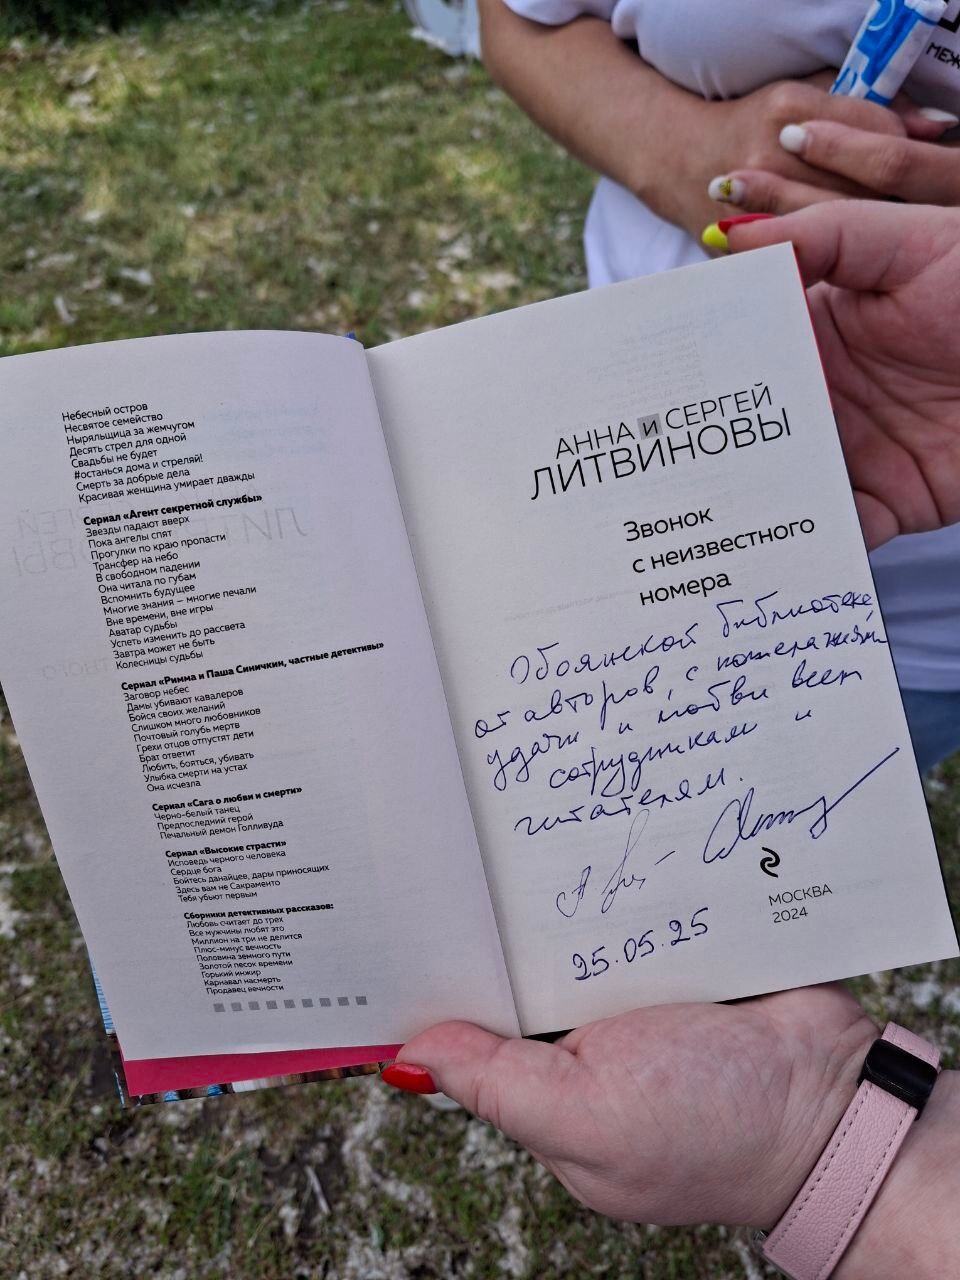 Небесный остров
Несвятое семейство
Ныряльщица за жемчугом
Десять стрел для одной
Свадьбы не будет
#останься дома и стреляй!
Смерть за добрые дела
Красивая женщина умирает дважды
Сериал «Агент секретной службы»
Звезды падают вверх
Пока ангелы спят
Прогулки по краю пропасти
Трансфер на небо
В свободном падении
Она читала по губам
Вспомнить будущее
Многие знания – многие печали
Вне времени, вне игры
Аватар судьбы
Успеть изменить до рассвета
Завтра может не быть
Колесницы судьбы
Сериал «Римма и Паша Синичкин, частные детективы»
Заговор небес
Дамы убивают кавалеров
Бойся своих желаний
Слишком много любовников
Почтовый голубь мертв
Грехи отцов отпустят дети
Брат ответит
Любить, бояться, убивать
Улыбка смерти на устах
Она исчезла
Сериал «Сага о любви и смерти»
Черно-белый танец
Предпоследний герой
Печальный демон Голливуда
Сериал «Высокие страсти»
Исповедь черного человека
Сердце бога
Бойтесь данайцев, дары приносящих
Здесь вам не Сакраменто
Тебя убьют первым
Сборники детективных рассказов:
Любовь считает до трех
Все мужчины любят это
Миллион на три не делится
Плюс-минус вечность
Половина земного пути
Золотой песок времени
Горький инжир
Карнавал насмерть
Продавец вечности
АННА и СЕРГЕЙ
ЛИТВИНОВЫ
Звонок
с неизвестного
номера
Обоянской библиотеке
от авторов, с пожеланиями
удачи и любви всем
сотрудникам и
читателям.
25.05.25
МОСКВА
2024